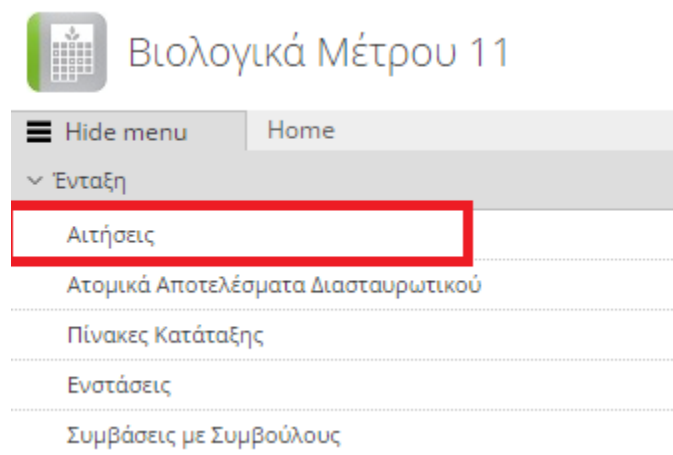 Βιολογικά Μέτρου 11
Hide menu Home
Ένταξη
Αιτήσεις
Ατομικά Αποτελέσματα Διασταυρωτικού
Πίνακες Κατάταξης
Ενστάσεις
Συμβάσεις με Συμβούλους